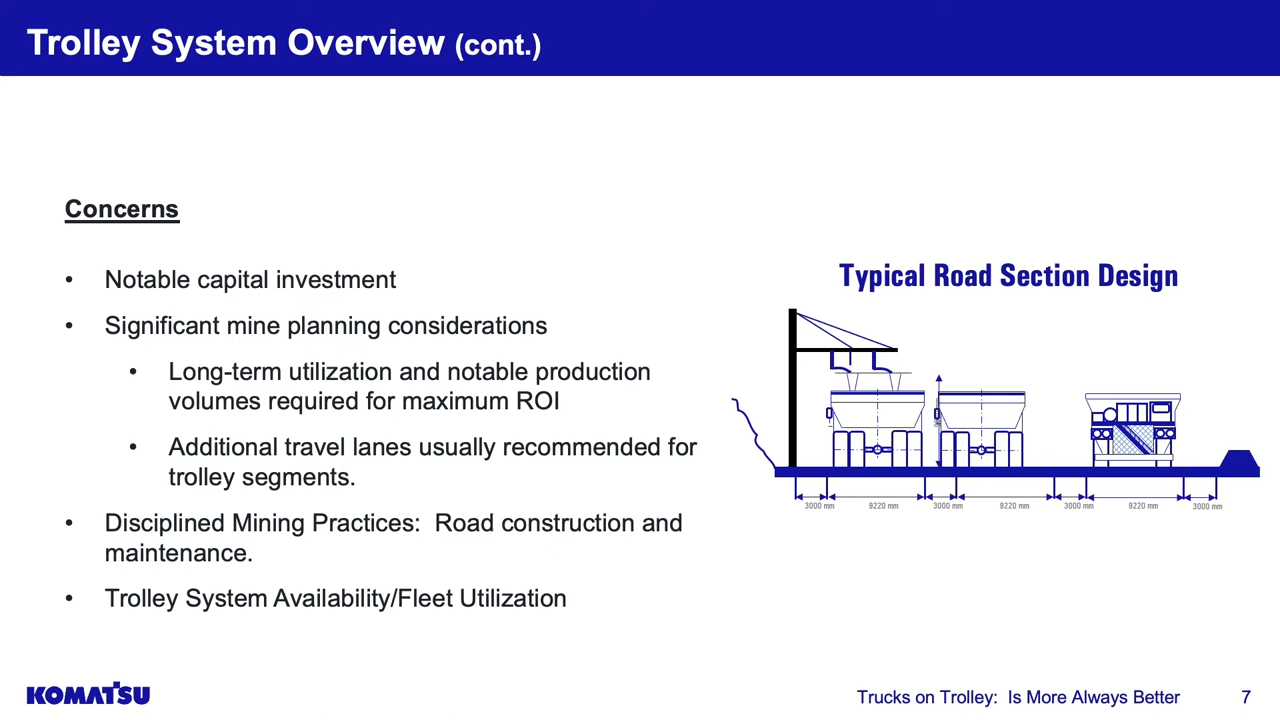 Trolley System Overview (cont.)
Concerns
• Notable capital investment
• Significant mine planning considerations
• Long-term utilization and notable production
volumes required for maximum ROI
• Additional travel lanes usually recommended for
trolley segments.
• Disciplined Mining Practices:  Road construction and
maintenance.
• Trolley System Availability/Fleet Utilization
Typical Road Section Design
3000 mm 9220 mm 3000 mm 9220 mm 3000 mm 9220 mm 3000 mm
KOMATSU
Trucks on Trolley:  Is More Always Better 7